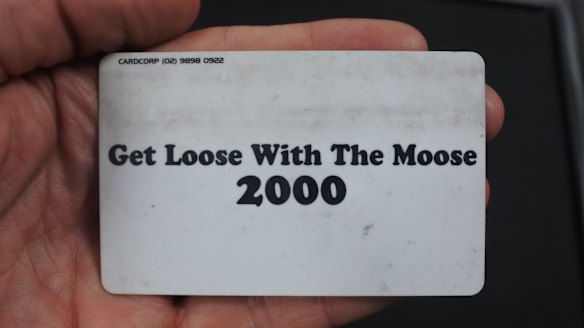 CARDCORP (02) 9898 0922
Get Loose With The Moose
2000